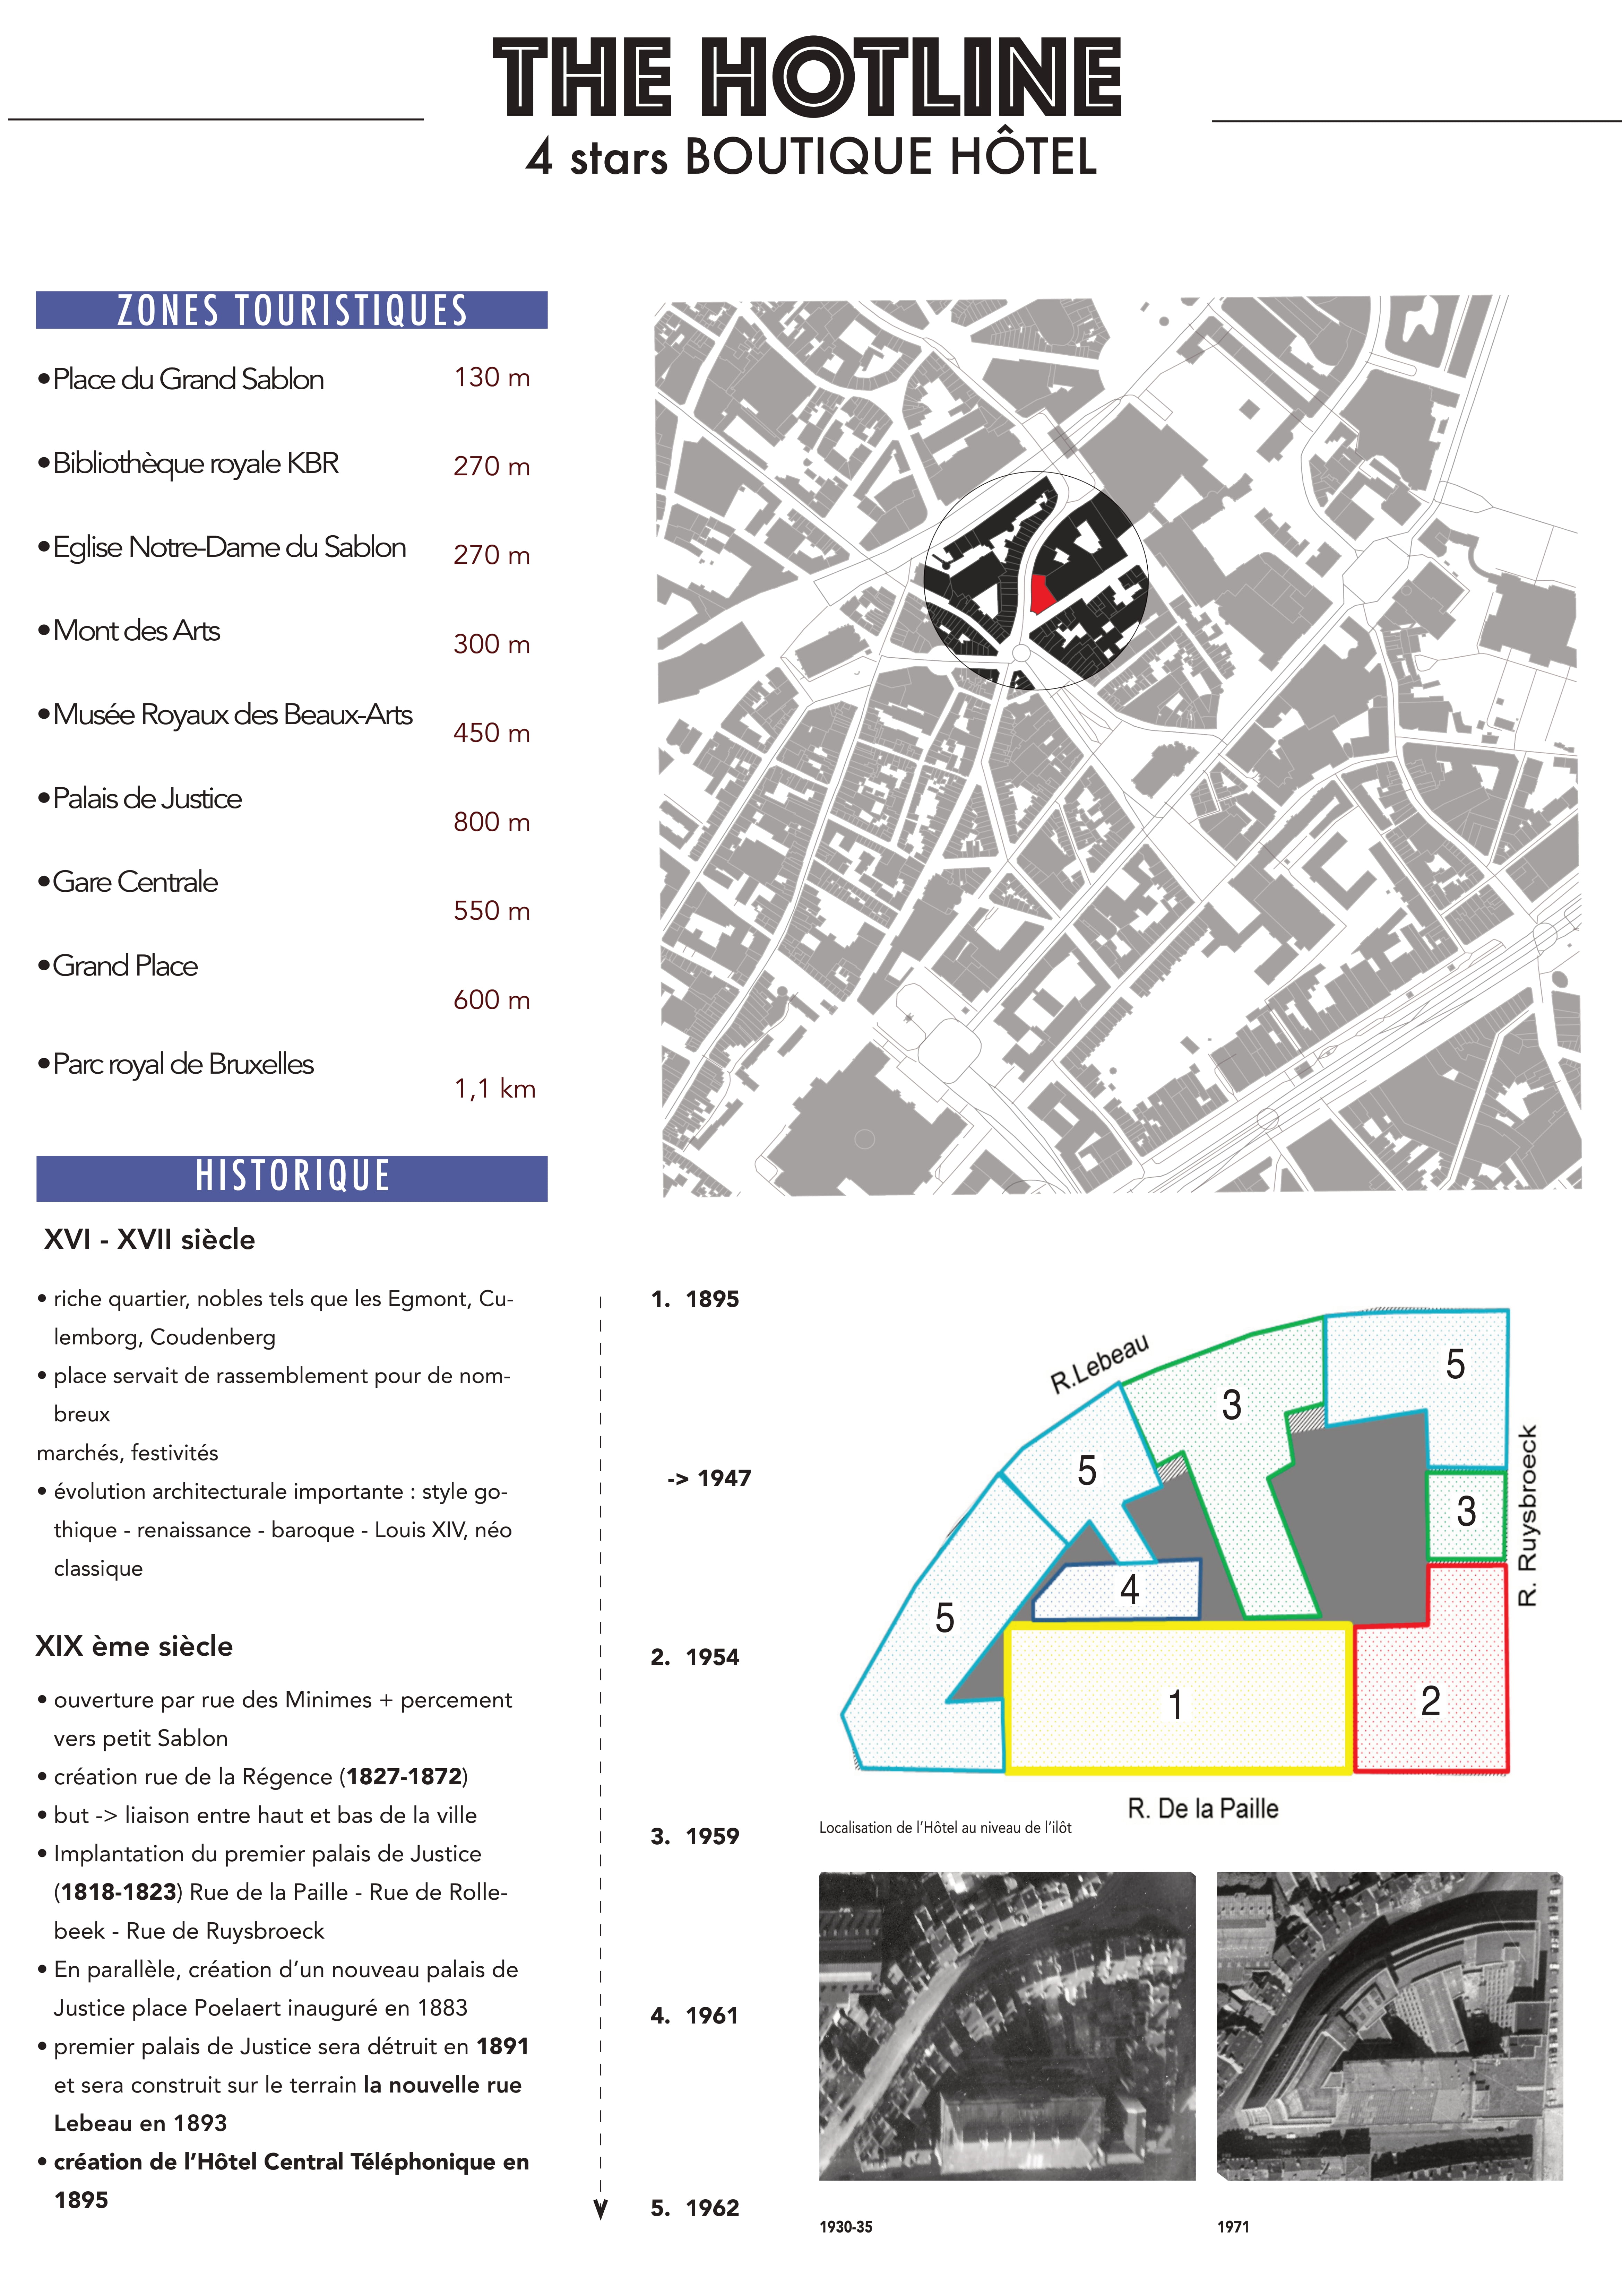 THE HOTLINE
4 stars BOUTIQUE HÔTEL
ZONES TOURISTIQUES
•Place du Grand Sablon 130 m
•Bibliothèque royale KBR 270 m
•Eglise Notre-Dame du Sablon 270 m
•Mont des Arts 300 m
•Musée Royaux des Beaux-Arts 450 m
•Palais de Justice 800 m
•Gare Centrale 550 m
•Grand Place 600 m
•Parc royal de Bruxelles 1,1 km
HISTORIQUE
XVI - XVII siècle
• riche quartier, nobles tels que les Egmont, Cu-
lemborg, Coudenberg
• place servait de rassemblement pour de nom-
breux
marchés, festivités
• évolution architecturale importante : style go-
thique - renaissance - baroque - Louis XIV, néo
classique
XIX ème siècle
• ouverture par rue des Minimes + percement
vers petit Sablon
• création rue de la Régence (1827-1872)
• but -> liaison entre haut et bas de la ville
• Implantation du premier palais de Justice
(1818-1823) Rue de la Paille - Rue de Rolle-
beek - Rue de Ruysbroeck
• En parallèle, création d’un nouveau palais de
Justice place Poelaert inauguré en 1883
• premier palais de Justice sera détruit en 1891
et sera construit sur le terrain la nouvelle rue
Lebeau en 1893
• création de l’Hôtel Central Téléphonique en
1895
1. 1895
-> 1947
2. 1954
3. 1959
4. 1961
5. 1962
R.Lebeau
5
3
5
3
R. Ruysbroeck
4
5
1
2
R. De la Paille
Localisation de l’Hôtel au niveau de l’ilôt
1930-35
1971